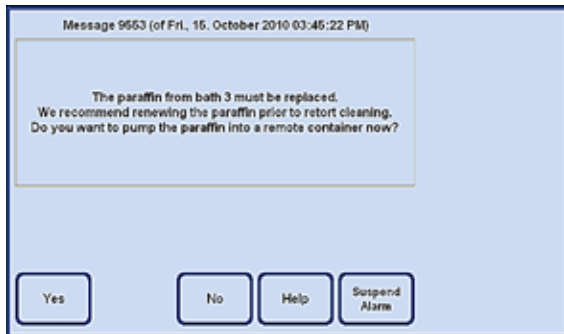 Message 9553 (of Fri., 15. October 2010 03:45:22 PM)
The paraffin from bath 3 must be replaced.
We recommend renewing the paraffin prior to retort cleaning.
Do you want to pump the paraffin into a remote container now?
Yes
No
Help
Suspend
Alarm